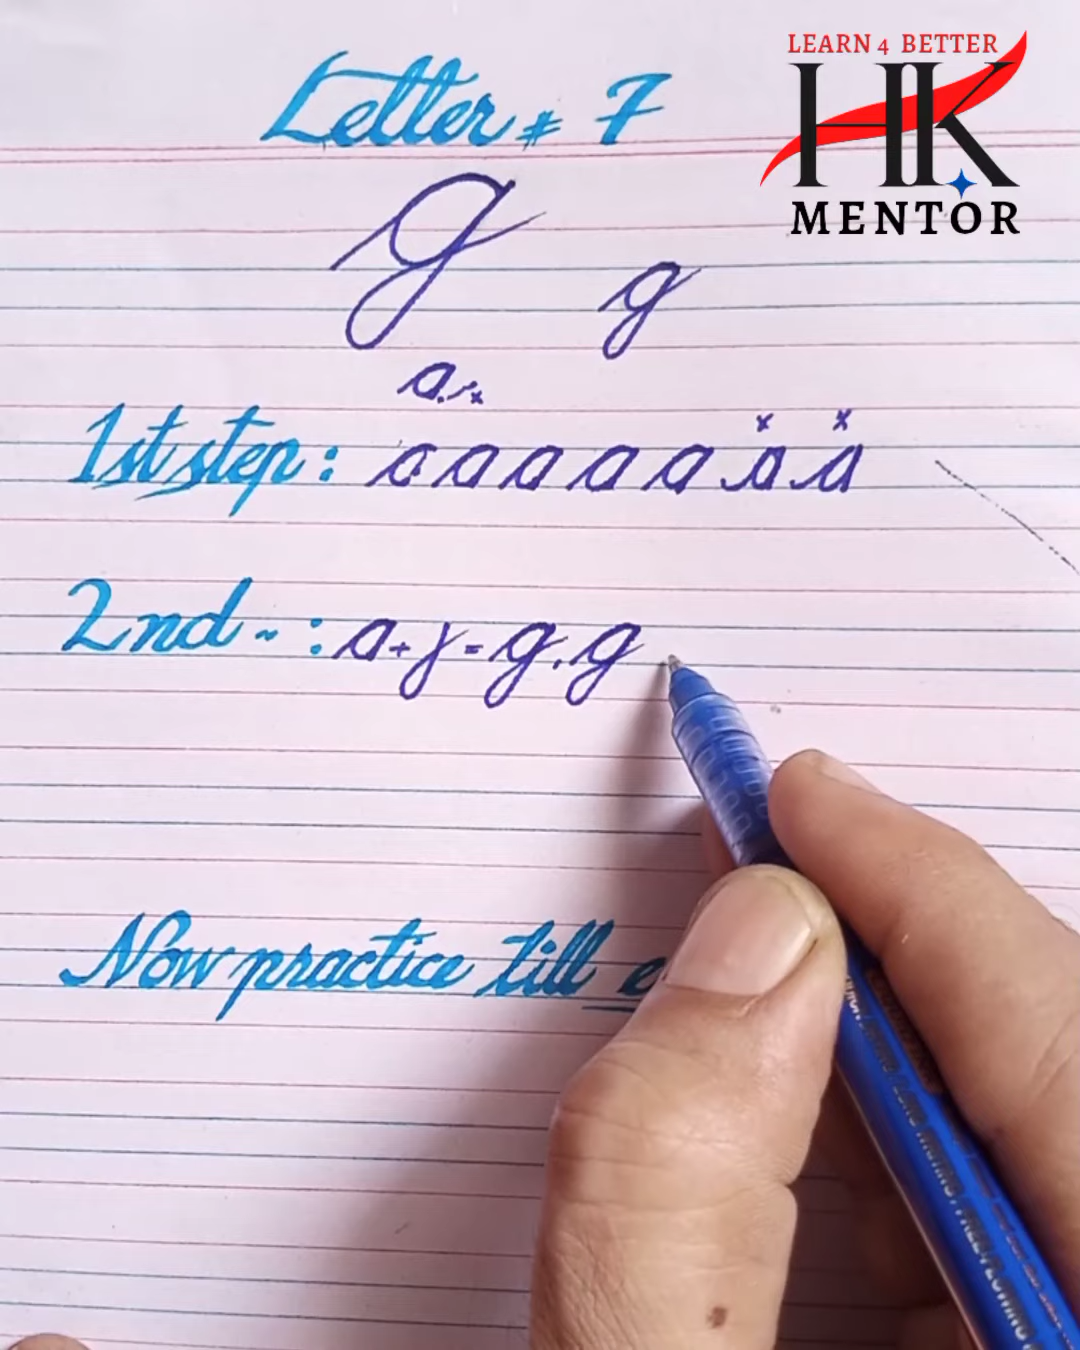 LEARN 4 BETTER
HK
MENTOR
Letter # 7
g g
a.
1st step: c a a a a a a
2nd ~ : a + j = g, g
Now practice till